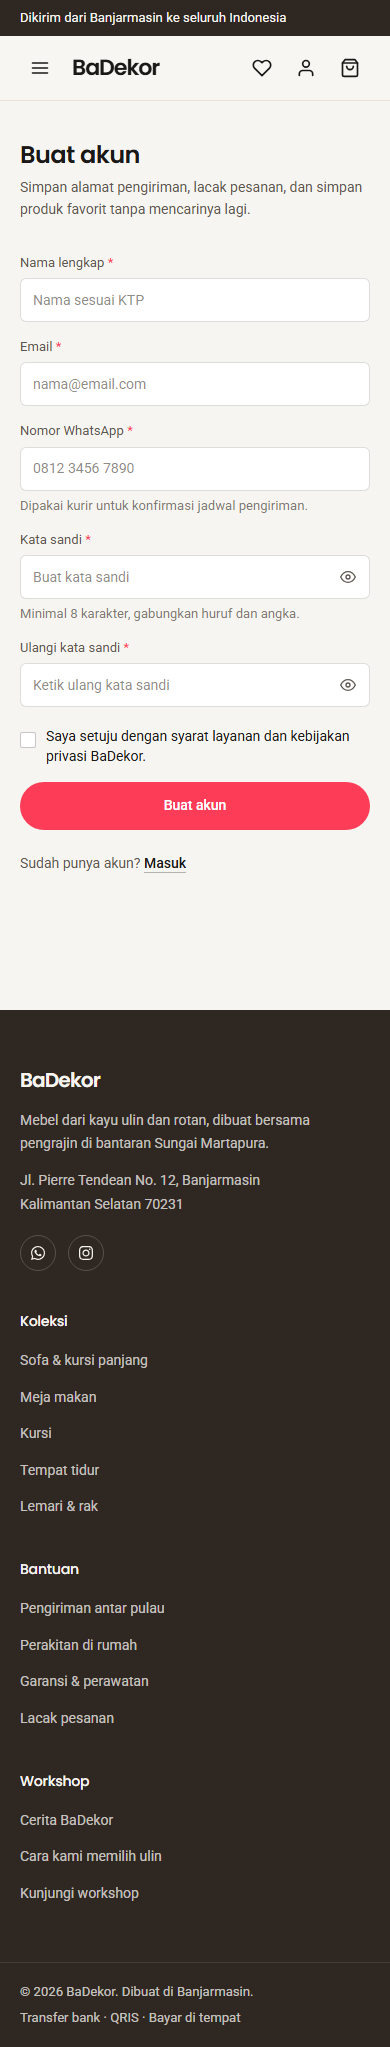 Dikirim dari Banjarmasin ke seluruh Indonesia
BaDekor
Buat akun
Simpan alamat pengiriman, lacak pesanan, dan simpan
produk favorit tanpa mencarinya lagi.
Nama lengkap *
Nama sesuai KTP
Email *
nama@email.com
Nomor WhatsApp *
0812 3456 7890
Dipakai kurir untuk konfirmasi jadwal pengiriman.
Kata sandi *
Buat kata sandi
Minimal 8 karakter, gabungkan huruf dan angka.
Ulangi kata sandi *
Ketik ulang kata sandi
Saya setuju dengan syarat layanan dan kebijakan
privasi BaDekor.
Buat akun
Sudah punya akun? Masuk
BaDekor
Mebel dari kayu ulin dan rotan, dibuat bersama
pengrajin di bantaran Sungai Martapura.
Jl. Pierre Tendean No. 12, Banjarmasin
Kalimantan Selatan 70231
Koleksi
Sofa & kursi panjang
Meja makan
Kursi
Tempat tidur
Lemari & rak
Bantuan
Pengiriman antar pulau
Perakitan di rumah
Garansi & perawatan
Lacak pesanan
Workshop
Cerita BaDekor
Cara kami memilih ulin
Kunjungi workshop
© 2026 BaDekor. Dibuat di Banjarmasin.
Transfer bank · QRIS · Bayar di tempat